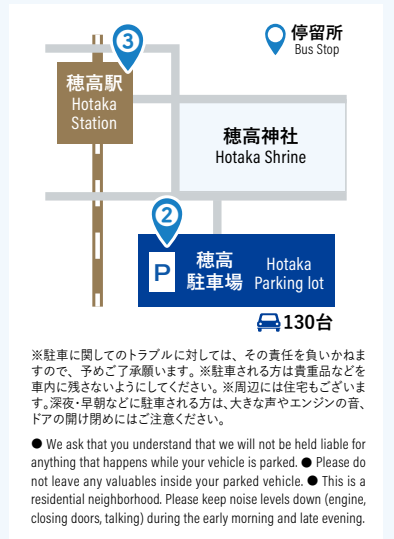 3
停留所
Bus Stop
穂高駅
Hotaka
Station
穂高神社
Hotaka Shrine
2
P
穂高
駐車場
Hotaka
Parking lot
130台
※駐車に関してのトラブルに対しては、その責任を負いかねま
すので、予めご了承願います。※駐車される方は貴重品などを
車内に残さないようにしてください。※周辺には住宅もございま
す。深夜・早朝などに駐車される方は、大きな声やエンジンの音、
ドアの開け閉めにはご注意ください。
● We ask that you understand that we will not be held liable for
anything that happens while your vehicle is parked. ● Please do
not leave any valuables inside your parked vehicle. ● This is a
residential neighborhood. Please keep noise levels down (engine,
closing doors, talking) during the early morning and late evening.